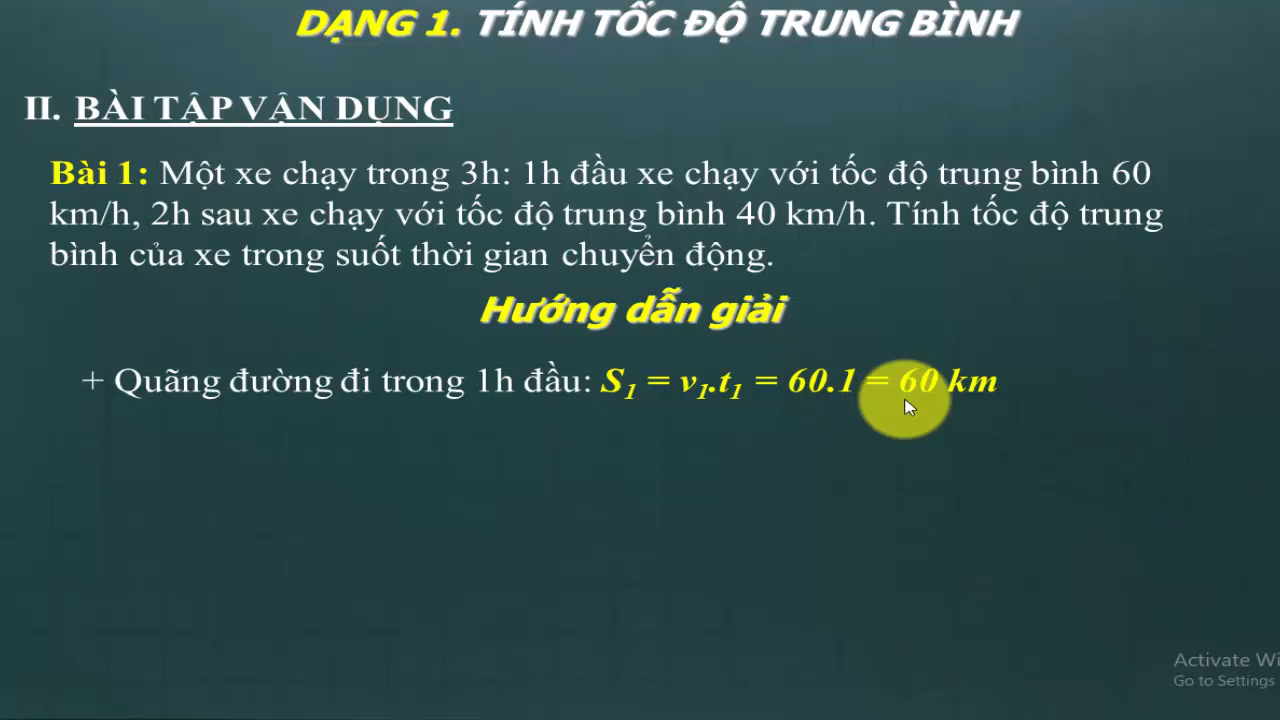 DẠNG 1. TÍNH TỐC ĐỘ TRUNG BÌNH
II. BÀI TẬP VẬN DỤNG
Bài 1: Một xe chạy trong 3h: 1h đầu xe chạy với tốc độ trung bình 60
km/h, 2h sau xe chạy với tốc độ trung bình 40 km/h. Tính tốc độ trung
bình của xe trong suốt thời gian chuyển động.
Hướng dẫn giải
+ Quãng đường đi trong 1h đầu: S₁ = v₁.t₁ = 60.1 = 60 km
Activate Wi
Go to Settings